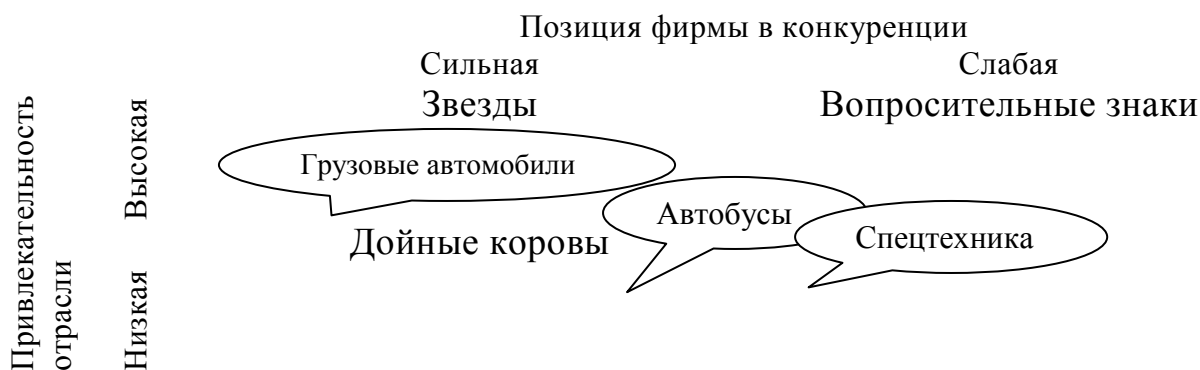 Позиция фирмы в конкуренции
Сильная
Слабая
Звезды
Вопросительные знаки
Привлекательность
отрасли
Высокая
Низкая
Грузовые автомобили
Автобусы
Спецтехника
Дойные коровы